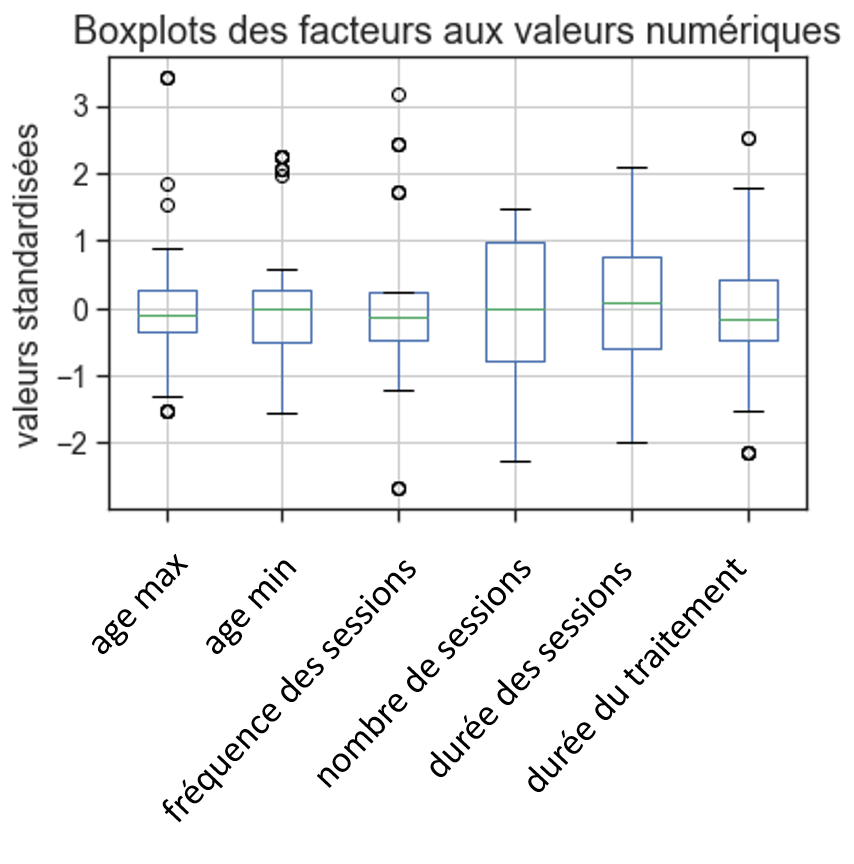 Boxplots des facteurs aux valeurs numériques
valeurs standardisées
3
2
1
0
−1
−2
age max
age min
fréquence des sessions
nombre de sessions
durée des sessions
durée du traitement